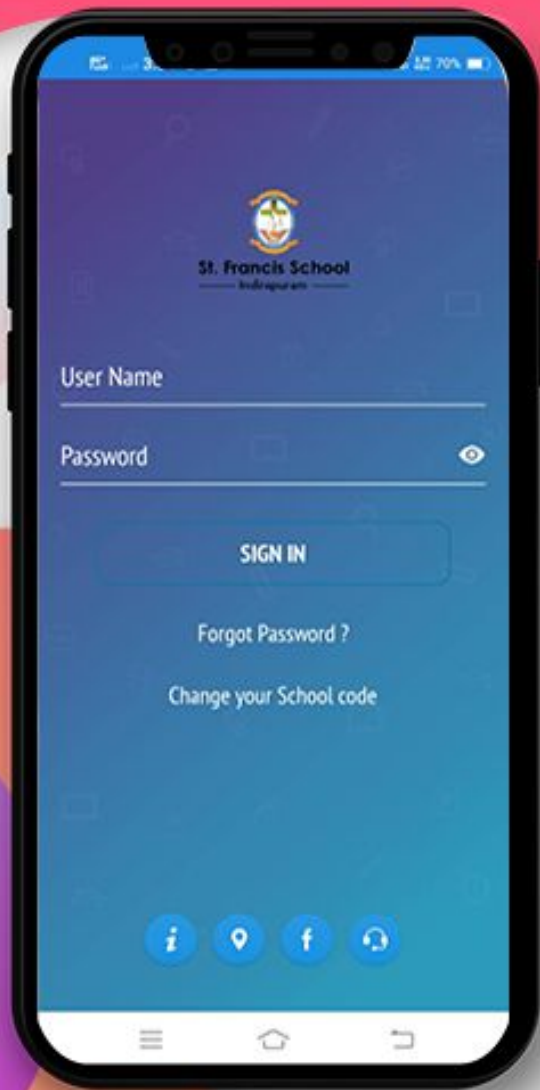 70%
St. Francis School
Indirapuram
User Name
Password
SIGN IN
Forgot Password ?
Change your School code
i
f